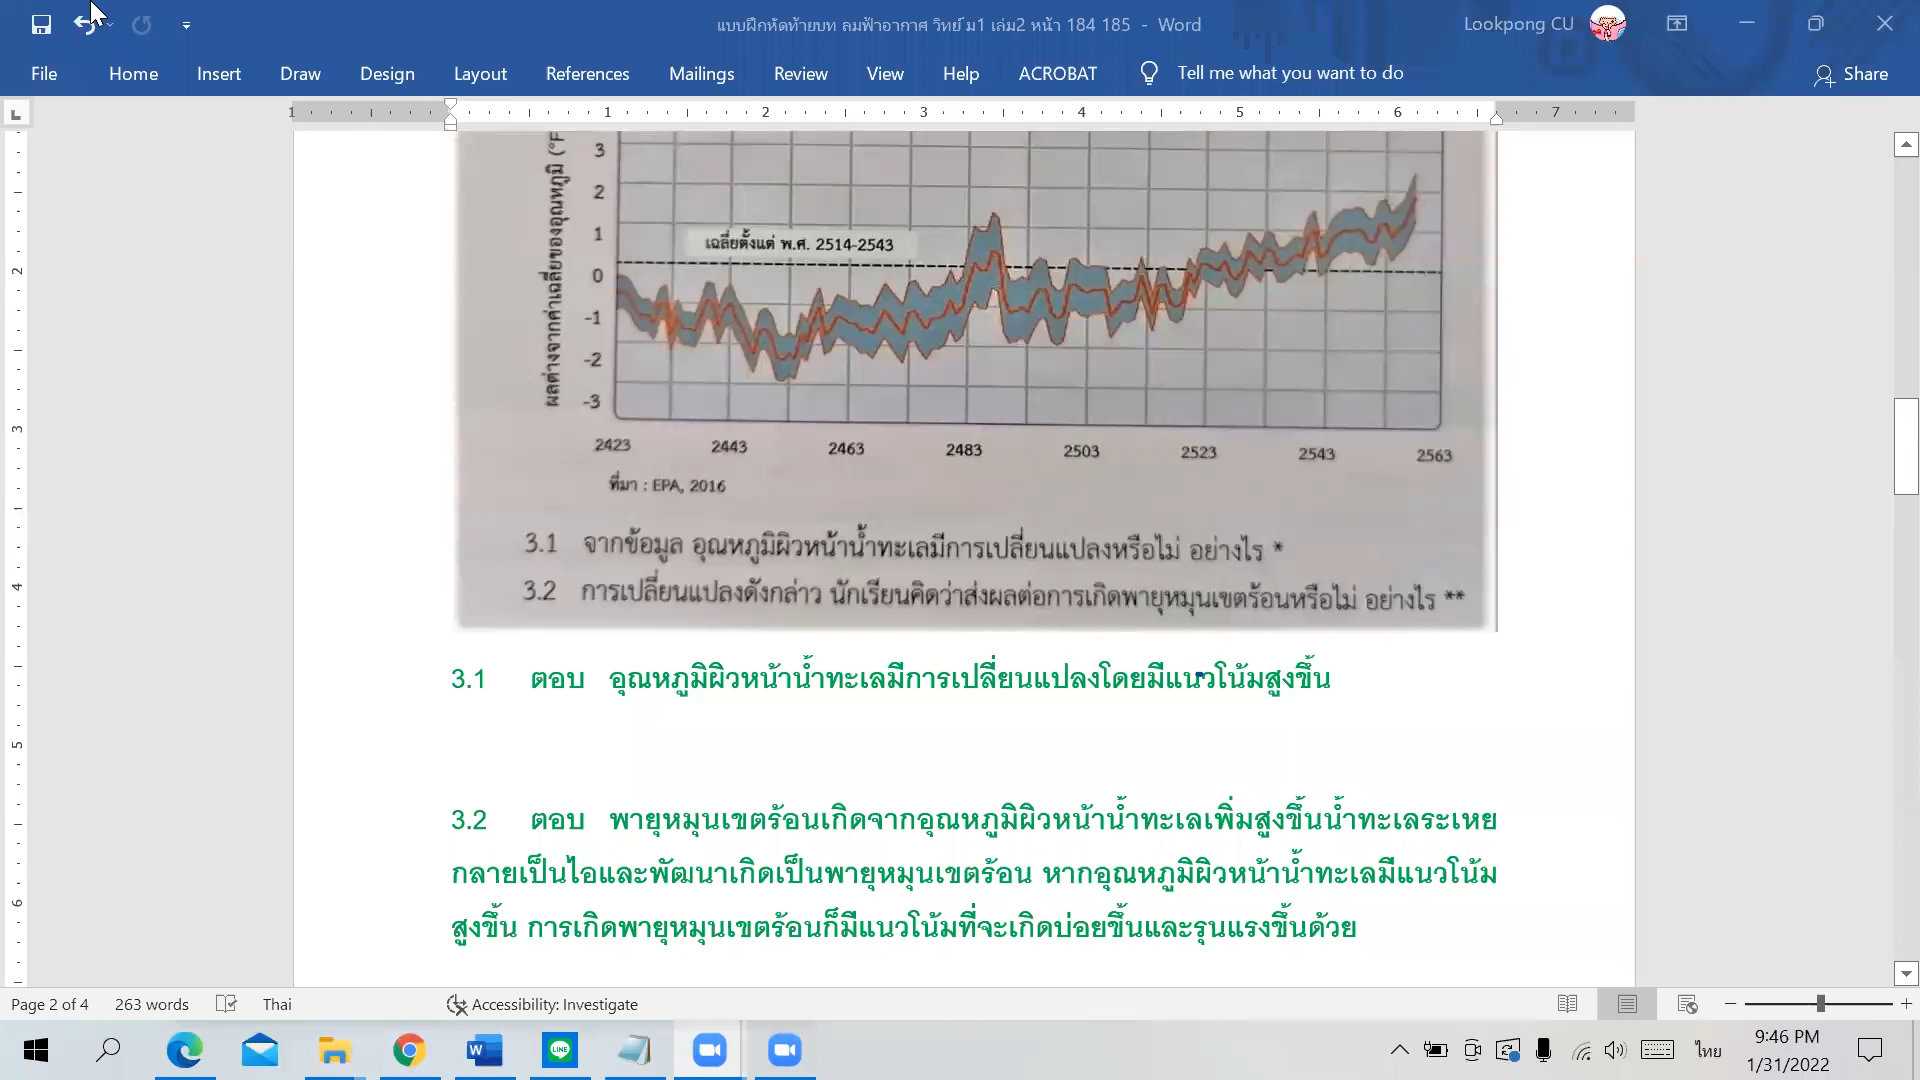 แบบฝึกหัดท้ายบท ลมฟ้าอากาศ วิทย์ ม1 เล่ม2 หน้า 184 185 - Word
Lookpong CU
File Home Insert Draw Design Layout References Mailings Review View Help ACROBAT Tell me what you want to do Share
1 1 2 3 4 5 6 7
ผลต่างจากค่าเฉลี่ยของอุณหภูมิ (°F
3
2
1
0
-1
-2
-3
เฉลี่ยตั้งแต่ พ.ศ. 2514-2543
2423 2443 2463 2483 2503 2523 2543 2563
ที่มา : EPA, 2016
3.1 จากข้อมูล อุณหภูมิผิวหน้าน้ำทะเลมีการเปลี่ยนแปลงหรือไม่ อย่างไร *
3.2 การเปลี่ยนแปลงดังกล่าว นักเรียนคิดว่าส่งผลต่อการเกิดพายุหมุนเขตร้อนหรือไม่ อย่างไร **
3.1 ตอบ อุณหภูมิผิวหน้าน้ำทะเลมีการเปลี่ยนแปลงโดยมีแนวโน้มสูงขึ้น
3.2 ตอบ พายุหมุนเขตร้อนเกิดจากอุณหภูมิผิวหน้าน้ำทะเลเพิ่มสูงขึ้นน้ำทะเลระเหย
กลายเป็นไอและพัฒนาเกิดเป็นพายุหมุนเขตร้อน หากอุณหภูมิผิวหน้าน้ำทะเลมีแนวโน้ม
สูงขึ้น การเกิดพายุหมุนเขตร้อนก็มีแนวโน้มที่จะเกิดบ่อยขึ้นและรุนแรงขึ้นด้วย
2
3
4
5
6
Page 2 of 4 263 words Thai Accessibility: Investigate
LINE
ไทย
9:46 PM
1/31/2022